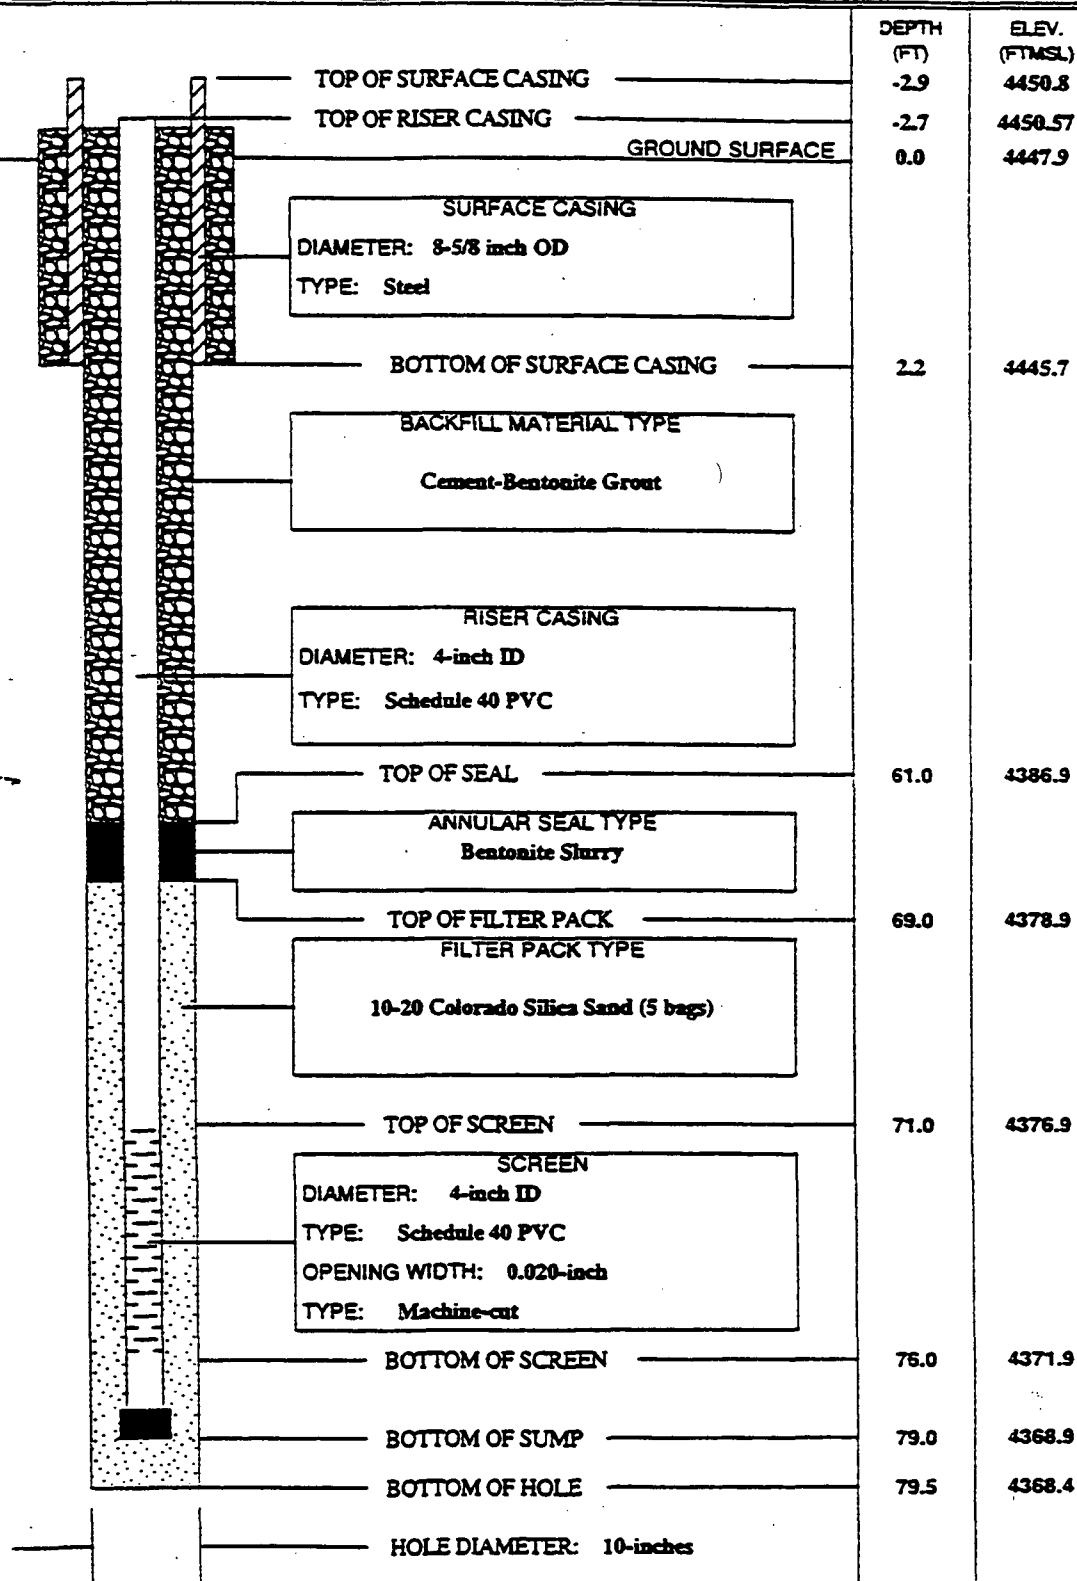 DEPTH ELEV.
(FT) (FTMSL)
TOP OF SURFACE CASING -2.9 4450.8
TOP OF RISER CASING -2.7 4450.57
GROUND SURFACE 0.0 4447.9
SURFACE CASING
DIAMETER: 8-5/8 inch OD
TYPE: Steel
BOTTOM OF SURFACE CASING 2.2 4445.7
BACKFILL MATERIAL TYPE
Cement-Bentonite Grout
RISER CASING
DIAMETER: 4-inch ID
TYPE: Schedule 40 PVC
TOP OF SEAL 61.0 4386.9
ANNULAR SEAL TYPE
Bentonite Slurry
TOP OF FILTER PACK 69.0 4378.9
FILTER PACK TYPE
10-20 Colorado Silica Sand (5 bags)
TOP OF SCREEN 71.0 4376.9
SCREEN
DIAMETER: 4-inch ID
TYPE: Schedule 40 PVC
OPENING WIDTH: 0.020-inch
TYPE: Machine-cut
BOTTOM OF SCREEN 76.0 4371.9
BOTTOM OF SUMP 79.0 4368.9
BOTTOM OF HOLE 79.5 4368.4
HOLE DIAMETER: 10-inches